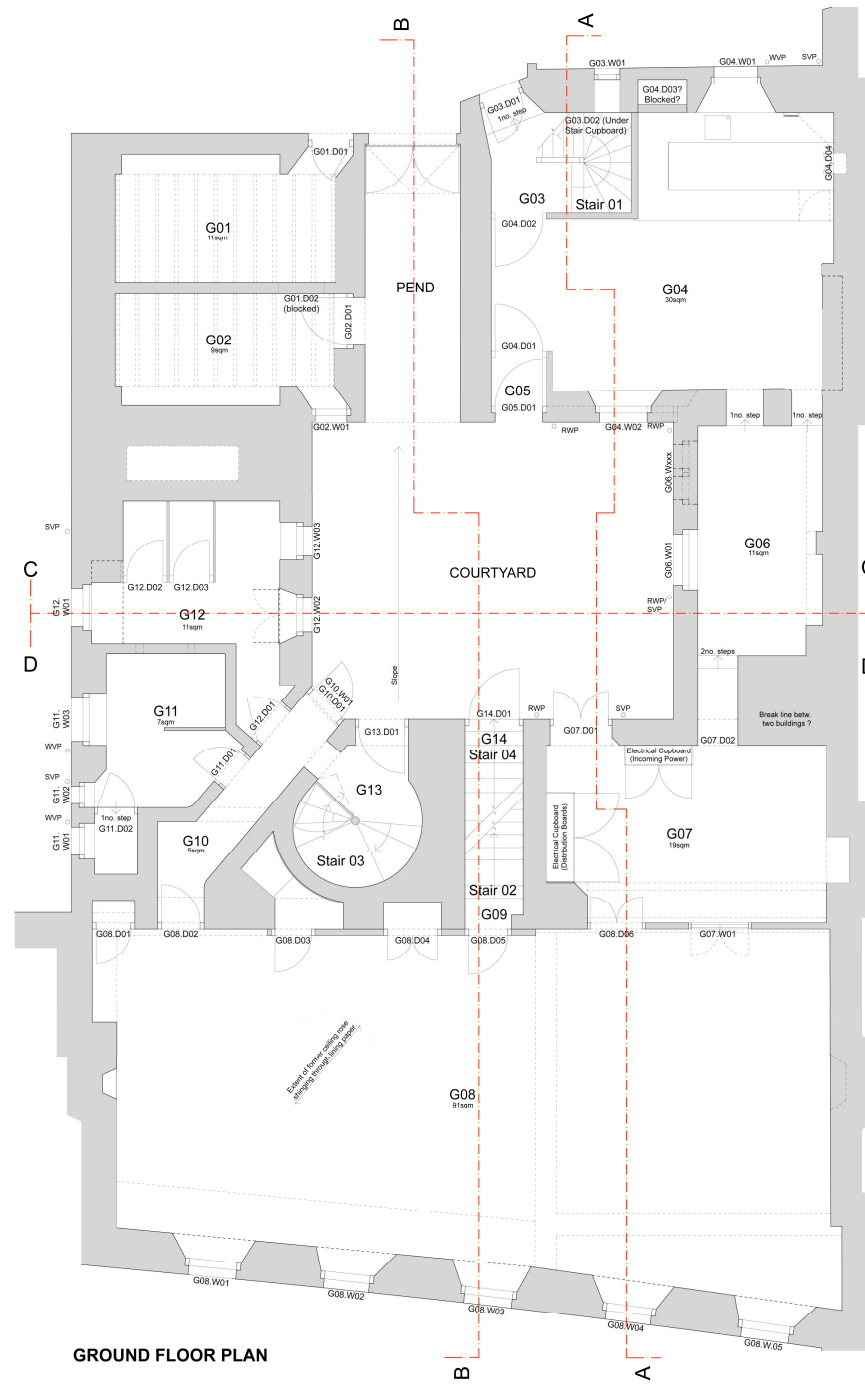 B
A
G03.W01
WVP
SVP
G04.W01
G03.D01
1no. step
G04.D03?
Blocked?
G03.D02 (Under
Stair Cupboard)
G01.D01
G04.D04
G03
Stair 01
G04.D02
G01
11sqm
PEND
G04
30sqm
G01.D02
(blocked)
G02.D01
G02
9sqm
G04.D01
G05
G05.D01
G02.W01
RWP
G04.W02
RWP
1no. step
1no. step
G06.Wxxx
SVP
G12.W03
G06.W01
G06
11sqm
COURTYARD
C
G12.D02
G12.D03
G12.
W01
G12
11sqm
G12.W02
RWP/
SVP
D
2no. steps
Slope
G10.W01
G10.D01
G11
7sqm
G11.
W03
G12.D01
G14.D01
RWP
SVP
Break line betw.
two buildings ?
G13.D01
G07.D01
G14
Stair 04
G07.D02
WVP
G11.D01
Electrical Cupboard
(Incoming Power)
SVP
G11.
W02
G13
1no. step
G11.D02
WVP
G11.
W01
G10
5sqm
Electrical Cupboard
(Distrbution Boards)
G07
19sqm
Stair 03
Stair 02
G09
G08.D01
G08.D02
G08.D03
G08.D04
G08.D05
G08.D06
G07.W01
Extent of former ceiling rose
shinging through lining paper
G08
91sqm
G08.W01
G08.W02
G08.W03
G08.W04
G08.W.05
GROUND FLOOR PLAN
B
A